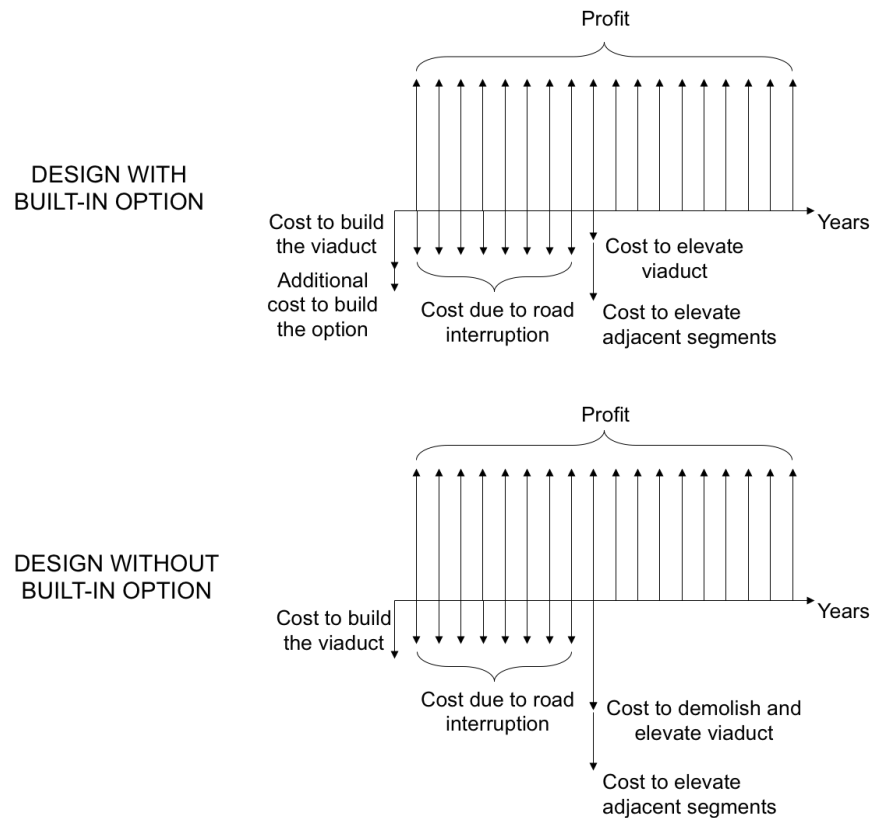 Profit
DESIGN WITH
BUILT-IN OPTION
Cost to build
the viaduct
Additional
cost to build
the option
Cost due to road
interruption
Cost to elevate
viaduct
Cost to elevate
adjacent segments
Years
Profit
DESIGN WITHOUT
BUILT-IN OPTION
Cost to build
the viaduct
Cost due to road
interruption
Cost to demolish and
elevate viaduct
Cost to elevate
adjacent segments
Years